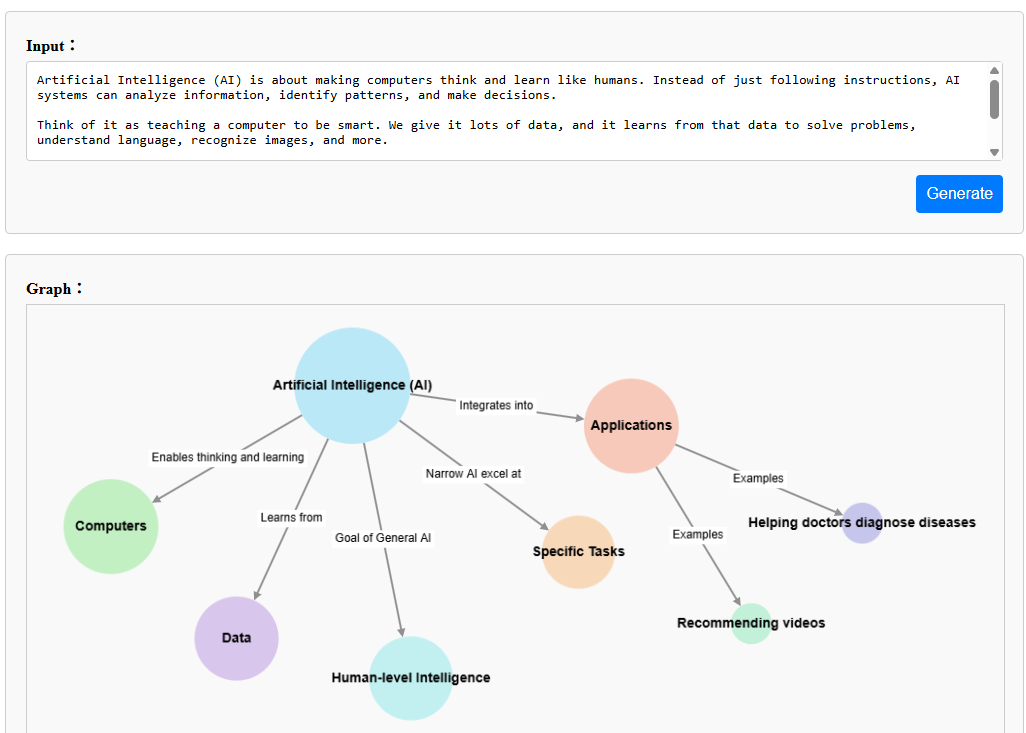 Input：
Artificial Intelligence (AI) is about making computers think and learn like humans. Instead of just following instructions, AI
systems can analyze information, identify patterns, and make decisions.
Think of it as teaching a computer to be smart. We give it lots of data, and it learns from that data to solve problems,
understand language, recognize images, and more.
Generate
Graph：
Artificial Intelligence (AI)
Integrates into
Applications
Enables thinking and learning
Narrow AI excel at
Examples
Learns from
Helping doctors diagnose diseases
Computers
Goal of General AI
Examples
Specific Tasks
Recommending videos
Data
Human-level Intelligence